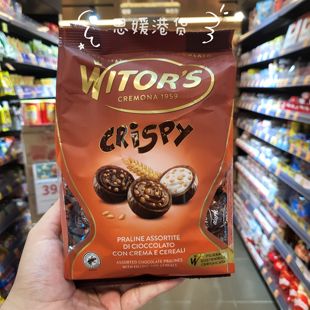 思媛港货
WITOR'S
CREMONA 1959
CRiSPY
PRALINE ASSORTITE
DI CIOCCOLATO
CON CREMA E CEREALI
ASSORTED CHOCOLATE PRALINES
WITH FILLING AND CEREALS
39